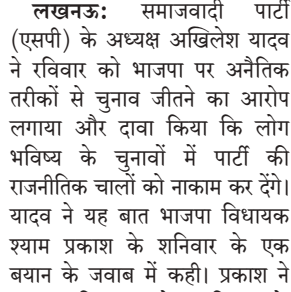 लखनऊ: समाजवादी पार्टी
(एसपी) के अध्यक्ष अखिलेश यादव
ने रविवार को भाजपा पर अनैतिक
तरीकों से चुनाव जीतने का आरोप
लगाया और दावा किया कि लोग
भविष्य के चुनावों में पार्टी की
राजनीतिक चालों को नाकाम कर देंगे।
यादव ने यह बात भाजपा विधायक
श्याम प्रकाश के शनिवार के एक
बयान के जवाब में कही। प्रकाश ने